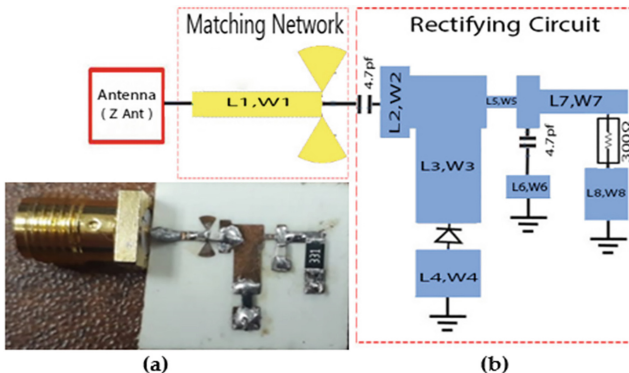 Matching Network
Rectifying Circuit
Antenna
( Z Ant )
L1,W1
4.7pf
L2,W2
L3,W3
L4,W4
L5,W5
4.7pf
L6,W6
L7,W7
300Ω
L8,W8
331
(a)
(b)